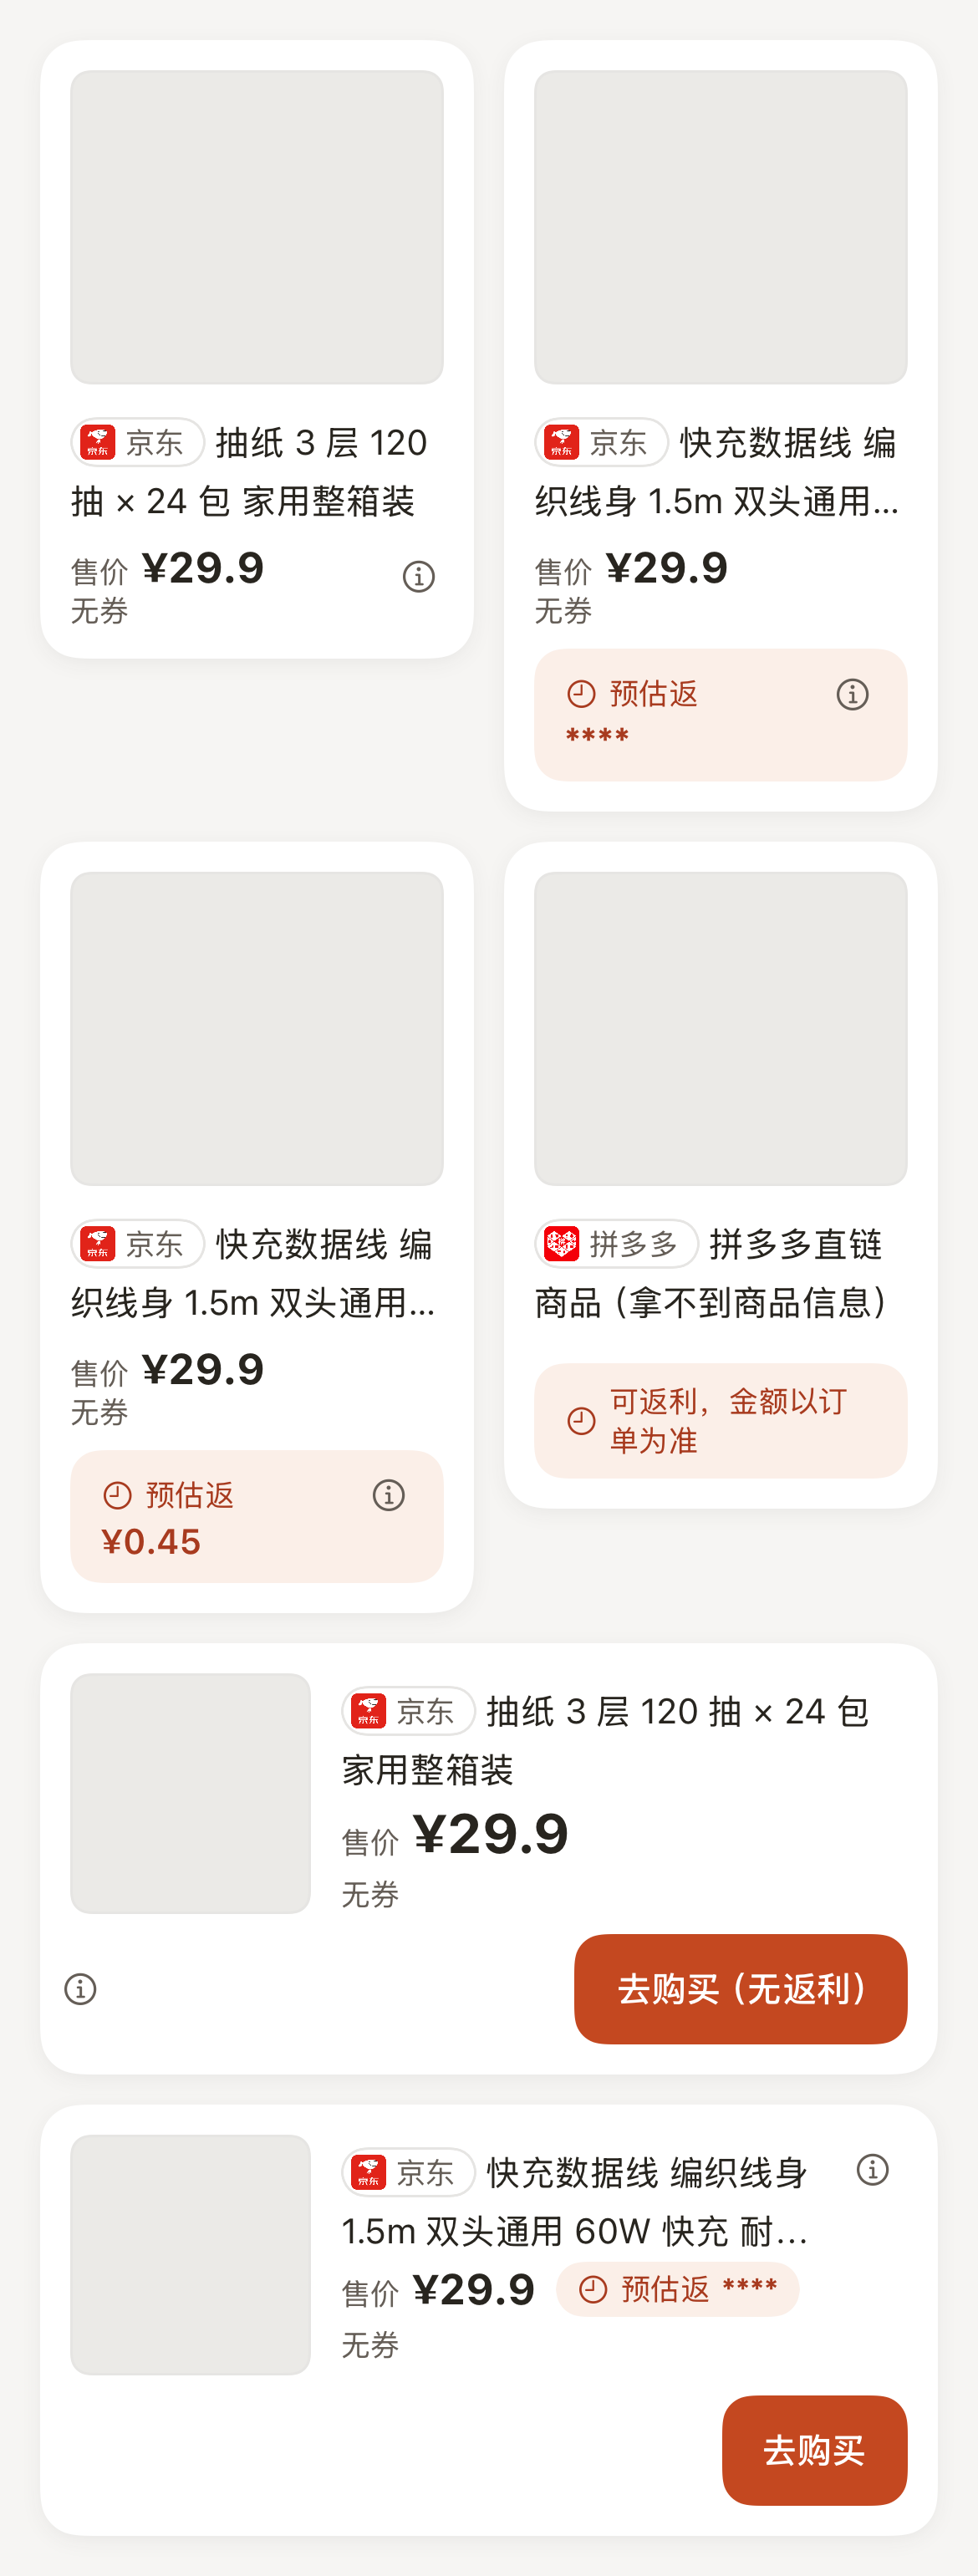 京东 抽纸 3 层 120
抽 × 24 包 家用整箱装
售价 ¥29.9
无券
京东 快充数据线 编
织线身 1.5m 双头通用...
售价 ¥29.9
无券
预估返
****
京东 快充数据线 编
织线身 1.5m 双头通用...
售价 ¥29.9
无券
预估返
¥0.45
拼多多 拼多多直链
商品（拿不到商品信息）
可返利，金额以订
单为准
京东 抽纸 3 层 120 抽 × 24 包
家用整箱装
售价 ¥29.9
无券
去购买（无返利）
京东 快充数据线 编织线身
1.5m 双头通用 60W 快充 耐...
售价 ¥29.9 预估返 ****
无券
去购买